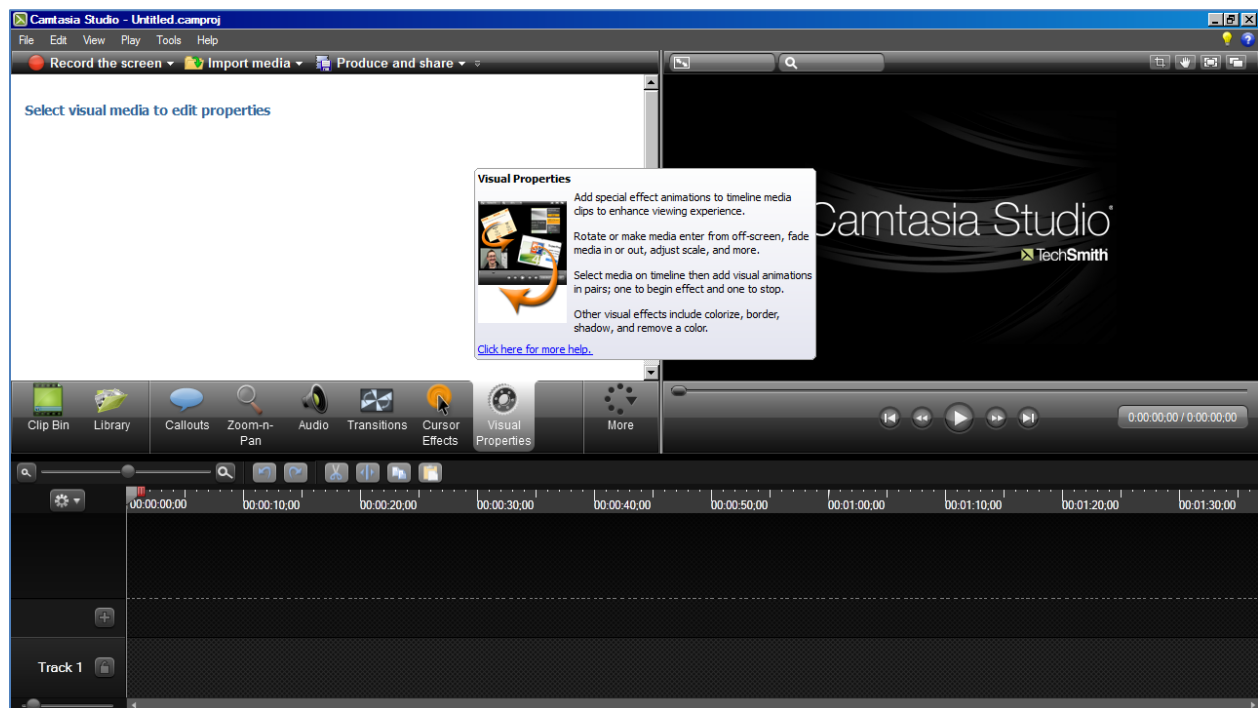 Camtasia Studio - Untitled.camproj
File Edit View Play Tools Help
Record the screen Import media Produce and share
Select visual media to edit properties
Visual Properties
Add special effect animations to timeline media
clips to enhance viewing experience.
Rotate or make media enter from off-screen, fade
media in or out, adjust scale, and more.
Select media on timeline then add visual animations
in pairs; one to begin effect and one to stop.
Other visual effects include colorize, border,
shadow, and remove a color.
Click here for more help.
Camtasia Studio
TechSmith
Clip Bin
Library
Callouts
Zoom-n-
Pan
Audio
Transitions
Cursor
Effects
Visual
Properties
More
0:00:00;00 / 0:00:00;00
00:00:00;00 00:00:10;00 00:00:20;00 00:00:30;00 00:00:40;00 00:00:50;00 00:01:00;00 00:01:10;00 00:01:20;00 00:01:30;00
Track 1